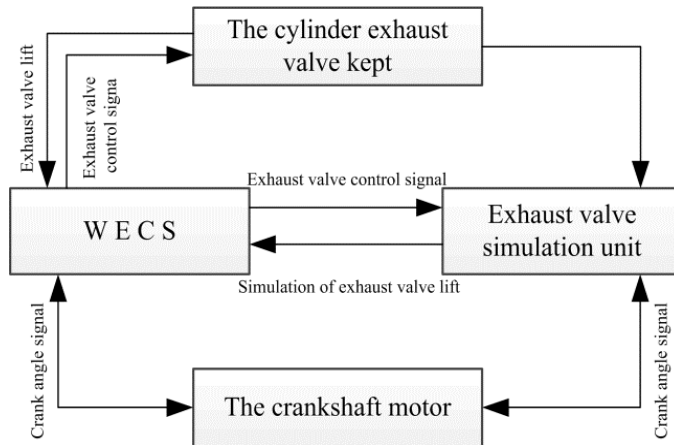 The cylinder exhaust
valve kept
Exhaust valve lift
Exhaust valve
control signa
Exhaust valve control signal
W E C S
Exhaust valve
simulation unit
Simulation of exhaust valve lift
Crank angle signal
Crank angle signal
The crankshaft motor